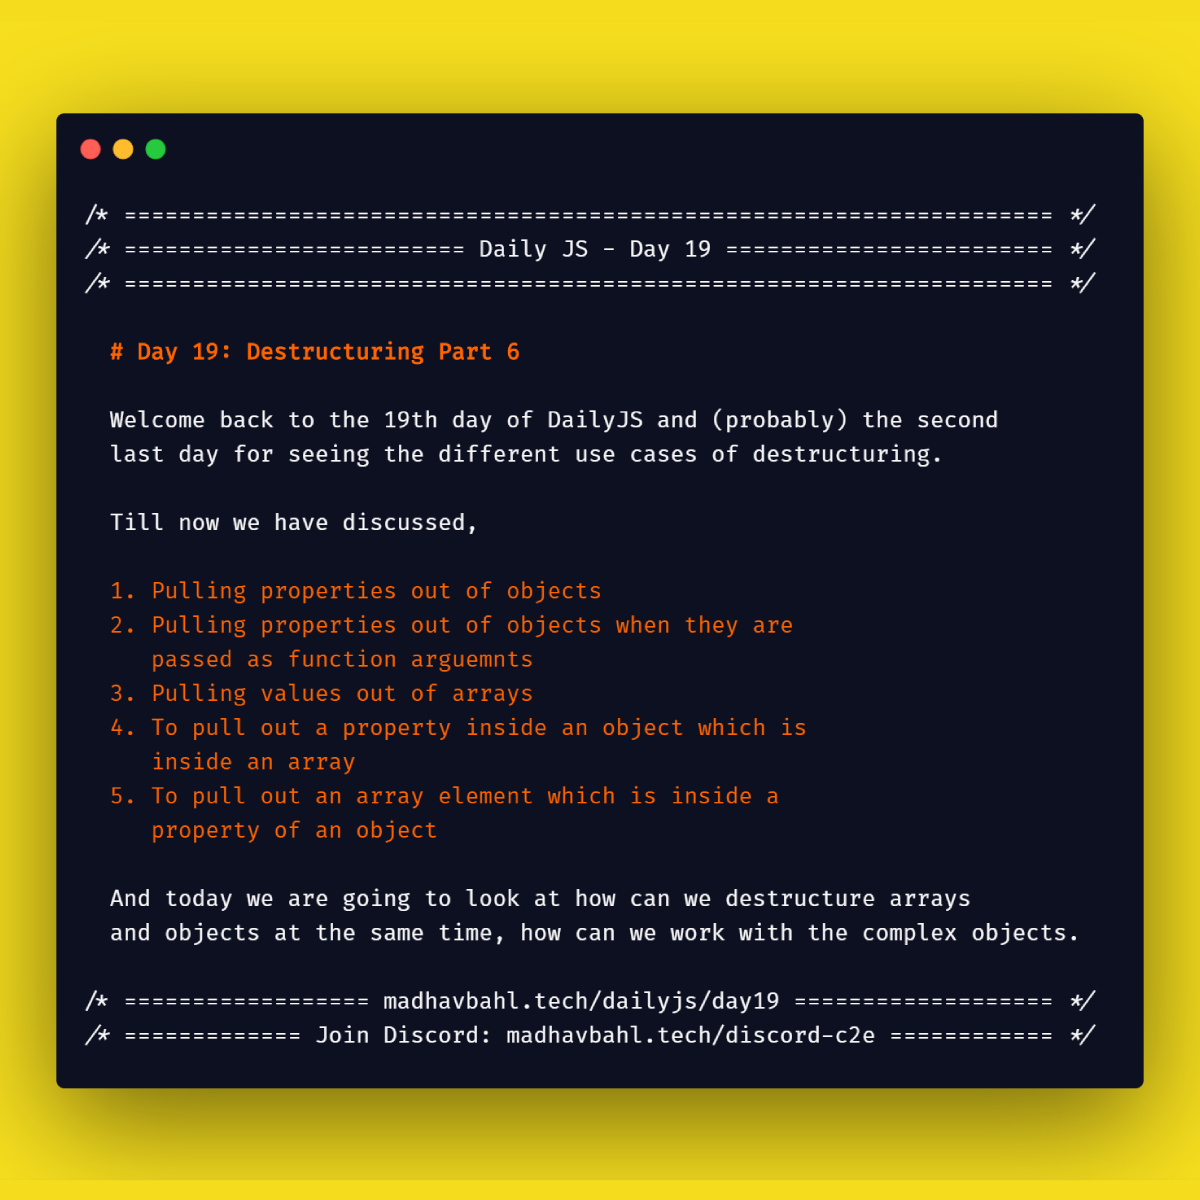 /* ==================================================================== */
/* ========================= Daily JS - Day 19 ======================== */
/* ==================================================================== */
# Day 19: Destructuring Part 6
Welcome back to the 19th day of DailyJS and (probably) the second
last day for seeing the different use cases of destructuring.
Till now we have discussed,
1. Pulling properties out of objects
2. Pulling properties out of objects when they are
passed as function arguemnts
3. Pulling values out of arrays
4. To pull out a property inside an object which is
inside an array
5. To pull out an array element which is inside a
property of an object
And today we are going to look at how can we destructure arrays
and objects at the same time, how can we work with the complex objects.
/* ================== madhavbahl.tech/dailyjs/day19 =================== */
/* ============= Join Discord: madhavbahl.tech/discord-c2e ============ */